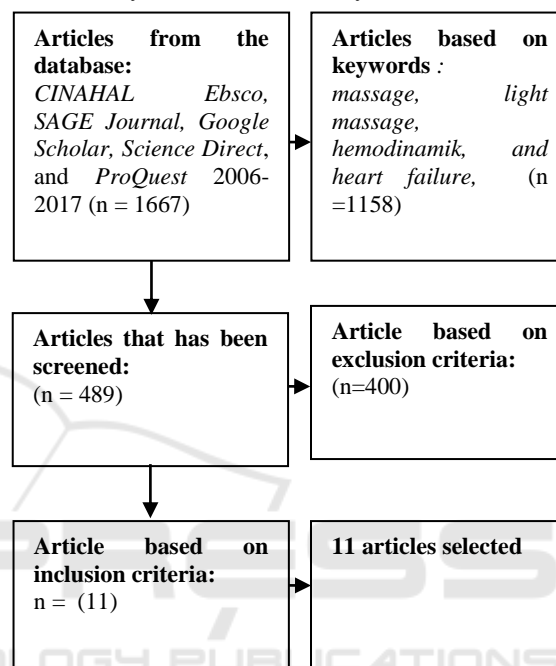 Articles from the
database:
CINAHAL Ebsco,
SAGE Journal, Google
Scholar, Science Direct,
and ProQuest 2006-
2017 (n = 1667)
Articles based on
keywords :
massage, light
massage,
hemodinamik, and
heart failure, (n
=1158)
Articles that has been
screened:
(n = 489)
Article based on
exclusion criteria:
(n=400)
Article based on
inclusion criteria:
n = (11)
11 articles selected